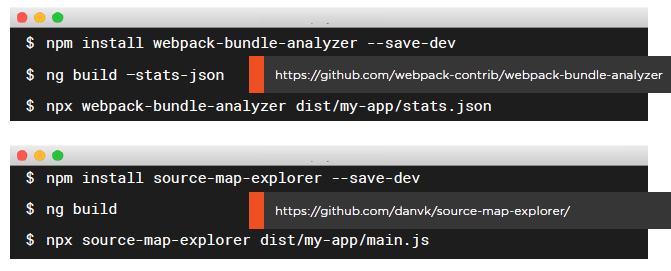 $ npm install webpack-bundle-analyzer --save-dev
$ ng build –stats-json
https://github.com/webpack-contrib/webpack-bundle-analyzer
$ npx webpack-bundle-analyzer dist/my-app/stats.json
$ npm install source-map-explorer --save-dev
$ ng build
https://github.com/danvk/source-map-explorer/
$ npx source-map-explorer dist/my-app/main.js